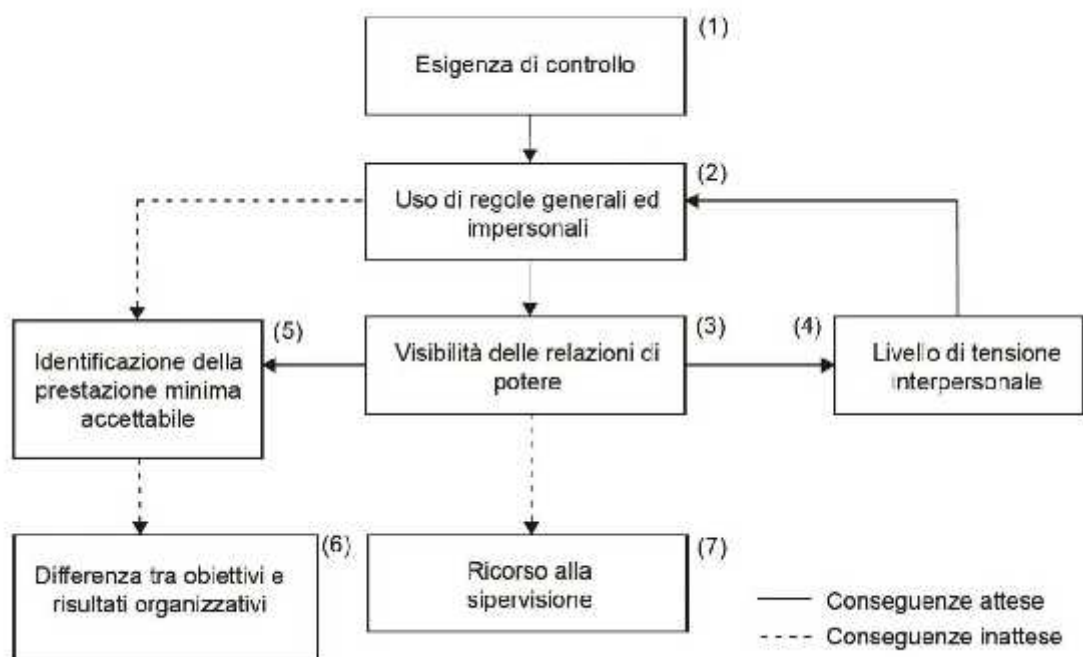 (1)
Esigenza di controllo
(2)
Uso di regole generali ed
impersonali
(3)
Visibilità delle relazioni di
potere
(4)
Livello di tensione
interpersonale
(5)
Identificazione della
prestazione minima
accettabile
(6)
Differenza tra obiettivi e
risultati organizzativi
(7)
Ricorso alla
sipervisione
Conseguenze attese
Conseguenze inattese